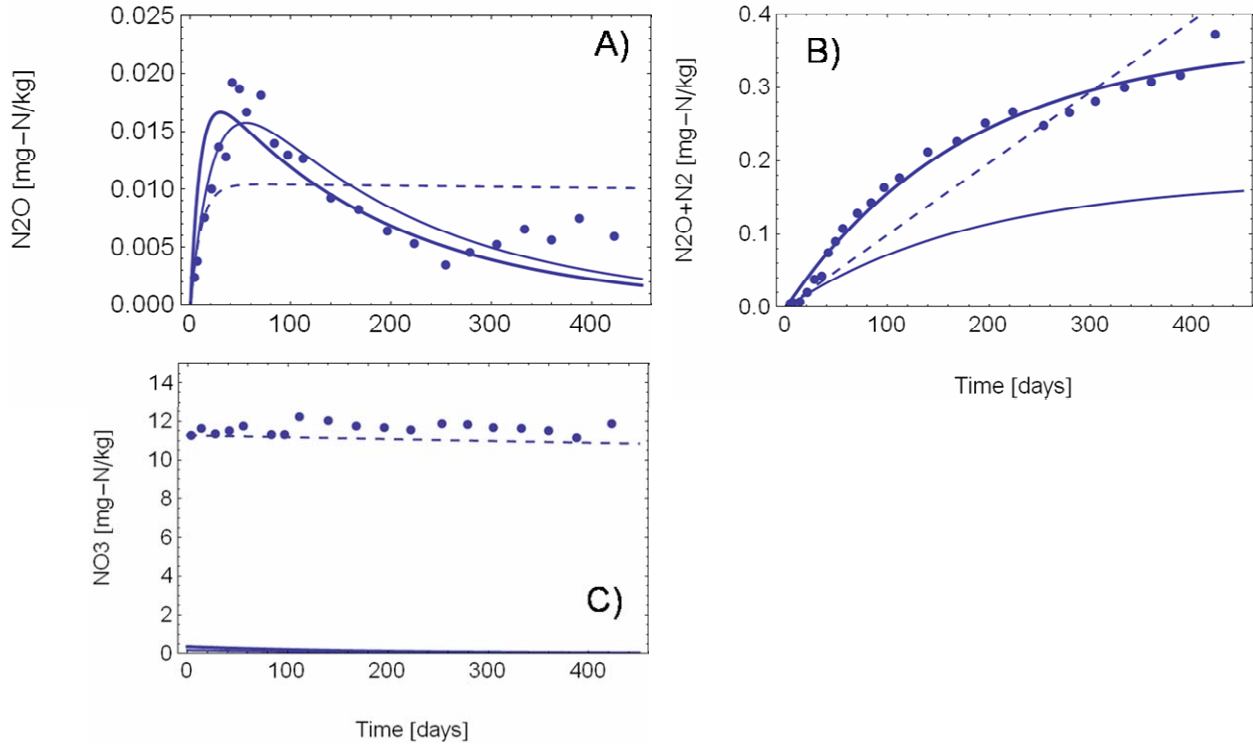 A)
N2O [mg-N/kg]
0.025
0.020
0.015
0.010
0.005
0.000
0 100 200 300 400
B)
N2O+N2 [mg-N/kg]
0.4
0.3
0.2
0.1
0.0
0 100 200 300 400
Time [days]
C)
NO3 [mg-N/kg]
14
12
10
8
6
4
2
0
0 100 200 300 400
Time [days]